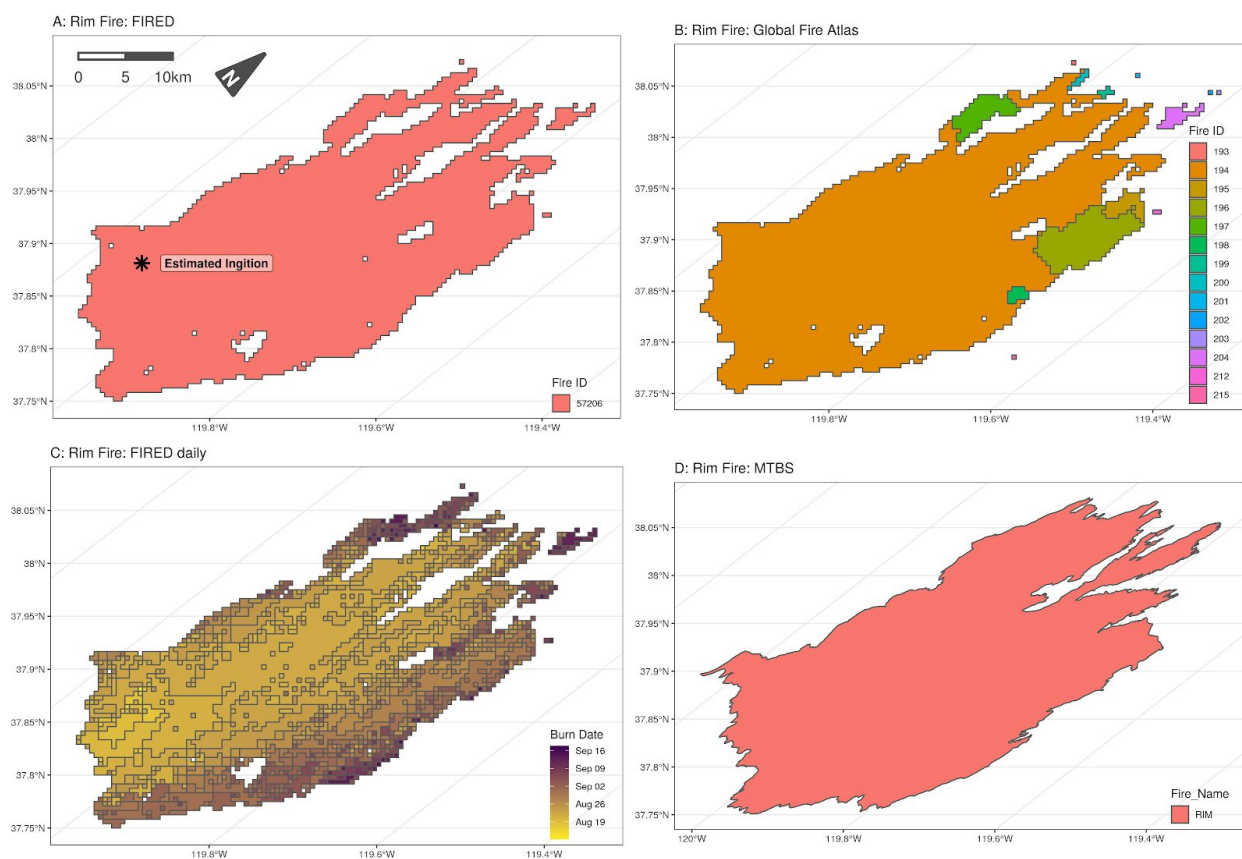 A: Rim Fire: FIRED
0 5 10km
N
38.05°N
38°N
37.95°N
37.9°N
37.85°N
37.8°N
37.75°N
Estimated Ingition
Fire ID
57206
119.8°W 119.6°W 119.4°W
B: Rim Fire: Global Fire Atlas
38.05°N
38°N
37.95°N
37.9°N
37.85°N
37.8°N
37.75°N
Fire ID
193
194
195
196
197
198
199
200
201
202
203
204
212
215
119.8°W 119.6°W 119.4°W
C: Rim Fire: FIRED daily
38.05°N
38°N
37.95°N
37.9°N
37.85°N
37.8°N
37.75°N
Burn Date
Sep 16
Sep 09
Sep 02
Aug 26
Aug 19
119.8°W 119.6°W 119.4°W
D: Rim Fire: MTBS
38.05°N
38°N
37.95°N
37.9°N
37.85°N
37.8°N
37.75°N
Fire_Name
RIM
120°W 119.8°W 119.6°W 119.4°W